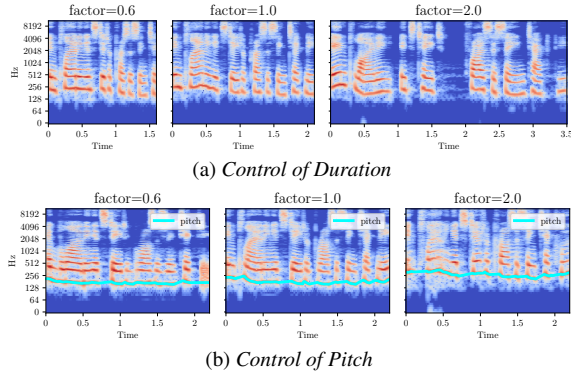 factor=0.6 factor=1.0 factor=2.0
8192
4096
2048
1024
512
256
128
0
Hz
0 0.5 1 1.5 0 0.5 1 1.5 2 0 0.5 1 1.5 2 2.5 3 3.5
Time Time Time
(a) Control of Duration
factor=0.6 factor=1.0 factor=2.0
pitch pitch pitch
8192
4096
2048
1024
512
256
128
64
0
Hz
0 0.5 1 1.5 2 0 0.5 1 1.5 2 0 0.5 1 1.5 2
Time Time Time
(b) Control of Pitch